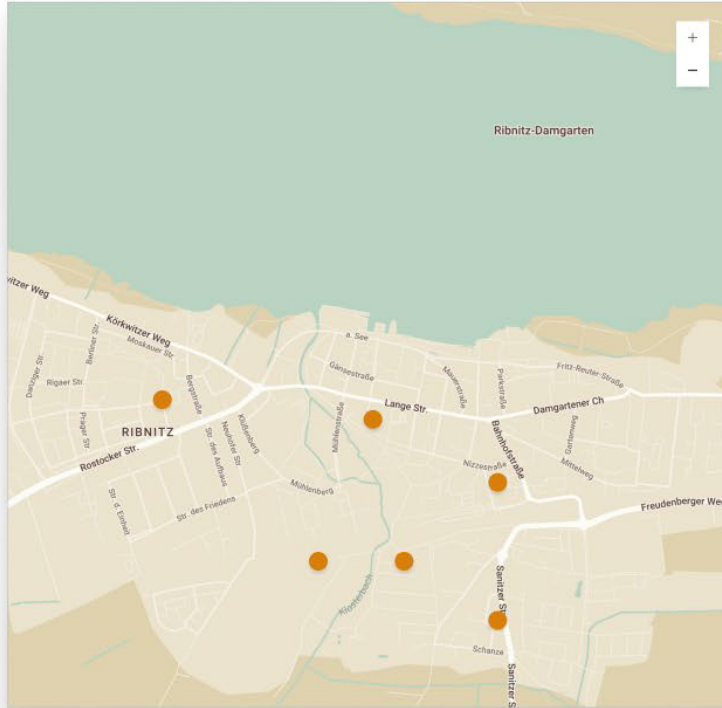 +
−
Ribnitz-Damgarten
witzer Weg
Körkwitzer Weg
Moskauer Str.
Berliner Str.
Danziger Str.
Rigaer Str.
Prager Str.
Bergstraße
RIBNITZ
Rostocker Str.
Str. des Aufbaus
Neuhofer Str.
Klußenberg
Str. d. Einheit
Str. des Friedens
Mühlenberg
Mühlenstraße
a. See
Gänsestraße
Lange Str.
Mauerstraße
Parkstraße
Fritz-Reuter-Straße
Damgartener Ch
Gartenweg
Mittelweg
Bahnhofstraße
Nizzestraße
Freudenberger Weg
Klosterbach
Sanitzer Str
Schanze
Sanitzer S